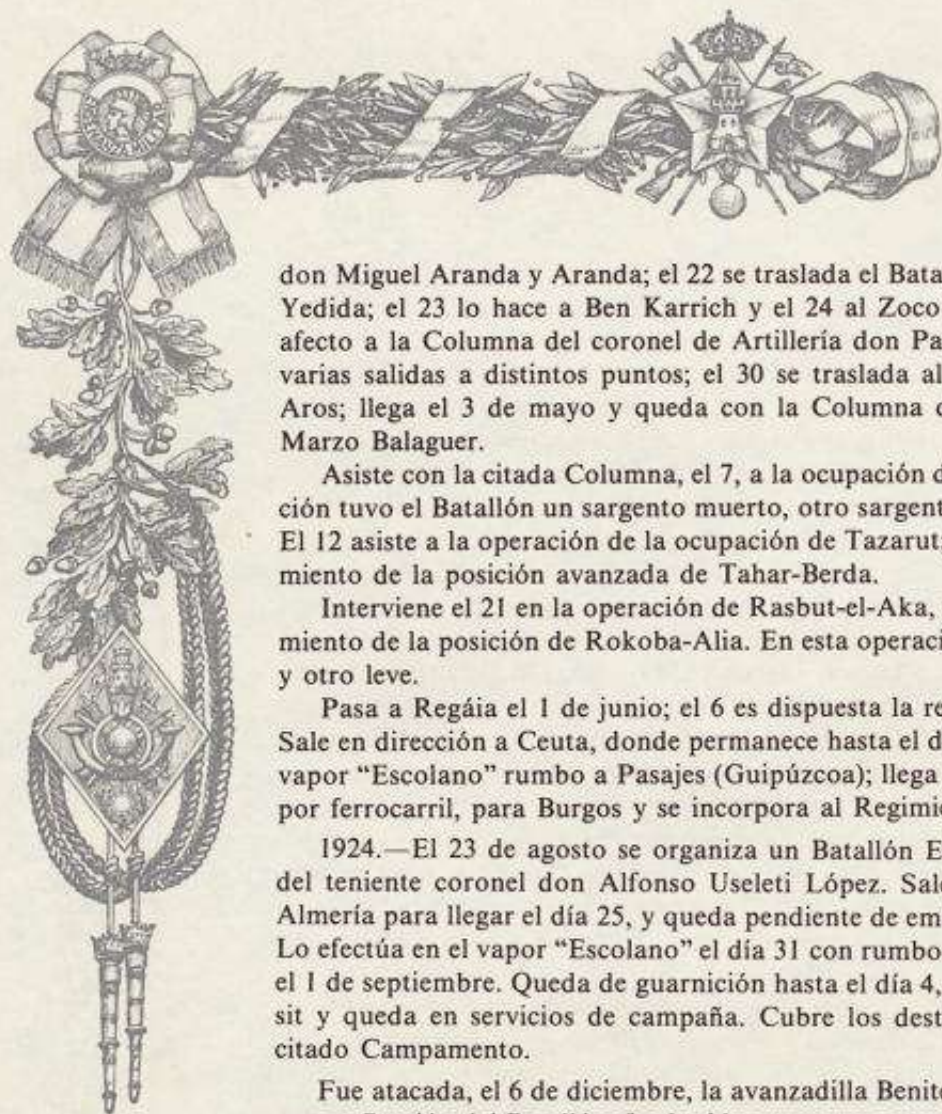 don Miguel Aranda y Aranda; el 22 se traslada el Bata
Yedida; el 23 lo hace a Ben Karrich y el 24 al Zoco
afecto a la Columna del coronel de Artillería don Pa
varias salidas a distintos puntos; el 30 se traslada al
Aros; llega el 3 de mayo y queda con la Columna d
Marzo Balaguer.
Asiste con la citada Columna, el 7, a la ocupación d
ción tuvo el Batallón un sargento muerto, otro sargent
El 12 asiste a la operación de la ocupación de Tazarut
miento de la posición avanzada de Tahar-Berda.
Interviene el 21 en la operación de Rasbut-el-Aka,
miento de la posición de Rokoba-Alia. En esta operaci
y otro leve.
Pasa a Regáia el 1 de junio; el 6 es dispuesta la re
Sale en dirección a Ceuta, donde permanece hasta el d
vapor “Escolano” rumbo a Pasajes (Guipúzcoa); llega
por ferrocarril, para Burgos y se incorpora al Regimie
1924.—El 23 de agosto se organiza un Batallón E
del teniente coronel don Alfonso Useleti López. Sale
Almería para llegar el día 25, y queda pendiente de em
Lo efectúa en el vapor “Escolano” el día 31 con rumbo
el 1 de septiembre. Queda de guarnición hasta el día 4,
sit y queda en servicios de campaña. Cubre los dest
citado Campamento.
Fue atacada, el 6 de diciembre, la avanzadilla Benito